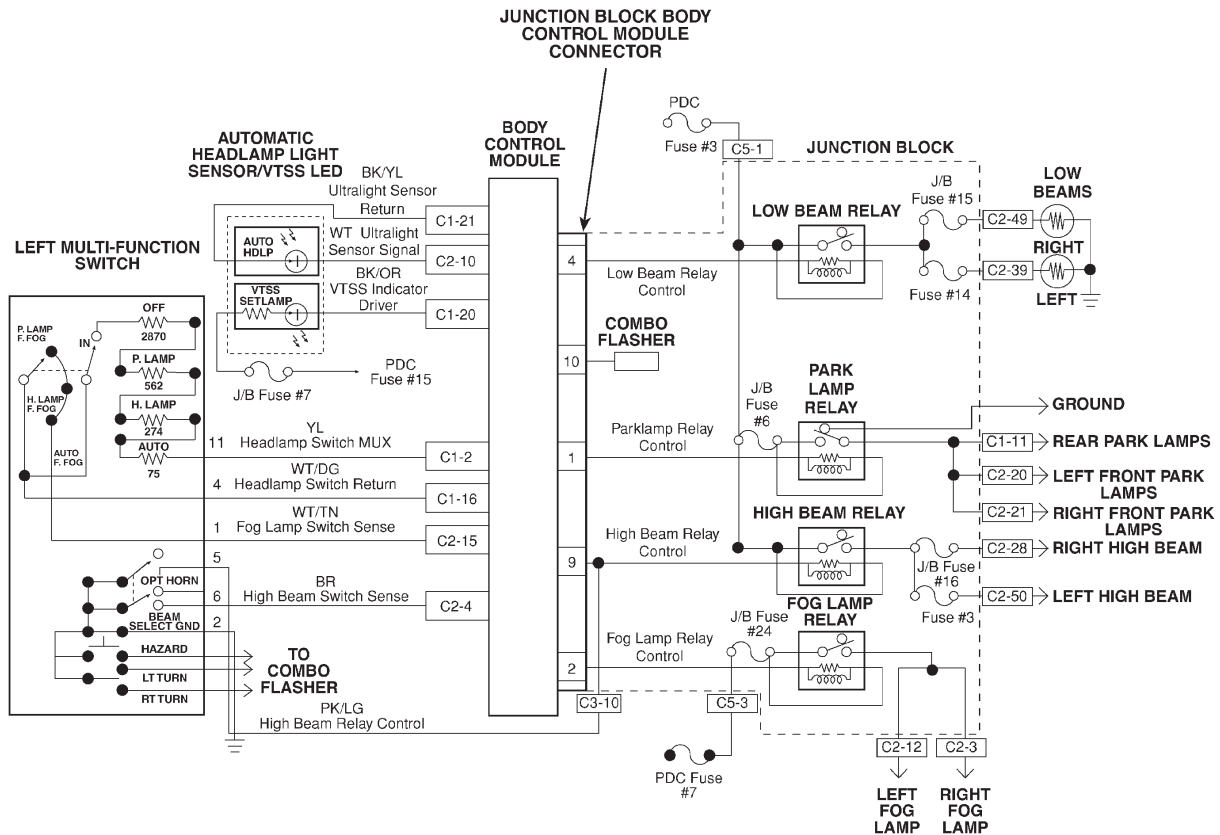 JUNCTION BLOCK BODY
CONTROL MODULE
CONNECTOR
PDC
Fuse #3
C5-1
JUNCTION BLOCK
BODY
CONTROL
MODULE
AUTOMATIC
HEADLAMP LIGHT
SENSOR/VTSS LED
BK/YL
Ultralight Sensor
Return
C1-21
WT Ultralight
Sensor Signal
C2-10
BK/OR
VTSS Indicator
Driver
C1-20
AUTO
HDLP
VTSS
SETLAMP
J/B Fuse #7
PDC
Fuse #15
LEFT MULTI-FUNCTION
SWITCH
P. LAMP
F. FOG
IN
OFF
2870
P. LAMP
562
H. LAMP
F. FOG
H. LAMP
274
AUTO
F. FOG
AUTO
75
11
YL
Headlamp Switch MUX
C1-2
4
WT/DG
Headlamp Switch Return
C1-16
1
WT/TN
Fog Lamp Switch Sense
C2-15
5
OPT HORN
6
BR
High Beam Switch Sense
C2-4
BEAM
SELECT GND
2
HAZARD
LT TURN
RT TURN
TO
COMBO
FLASHER
PK/LG
High Beam Relay Control
4
Low Beam Relay
Control
10
COMBO
FLASHER
1
Parklamp Relay
Control
9
High Beam Relay
Control
2
Fog Lamp Relay
Control
C3-10
LOW BEAM RELAY
J/B
Fuse #15
C2-49
LOW
BEAMS
RIGHT
Fuse #14
C2-39
LEFT
J/B
Fuse
#6
PARK
LAMP
RELAY
GROUND
C1-11
REAR PARK LAMPS
C2-20
LEFT FRONT PARK
LAMPS
C2-21
RIGHT FRONT PARK
LAMPS
HIGH BEAM RELAY
C2-28
RIGHT HIGH BEAM
J/B Fuse
#16
C2-50
LEFT HIGH BEAM
Fuse #3
FOG LAMP
RELAY
J/B Fuse
#24
C5-3
PDC Fuse
#7
C2-12
C2-3
LEFT
FOG
LAMP
RIGHT
FOG
LAMP